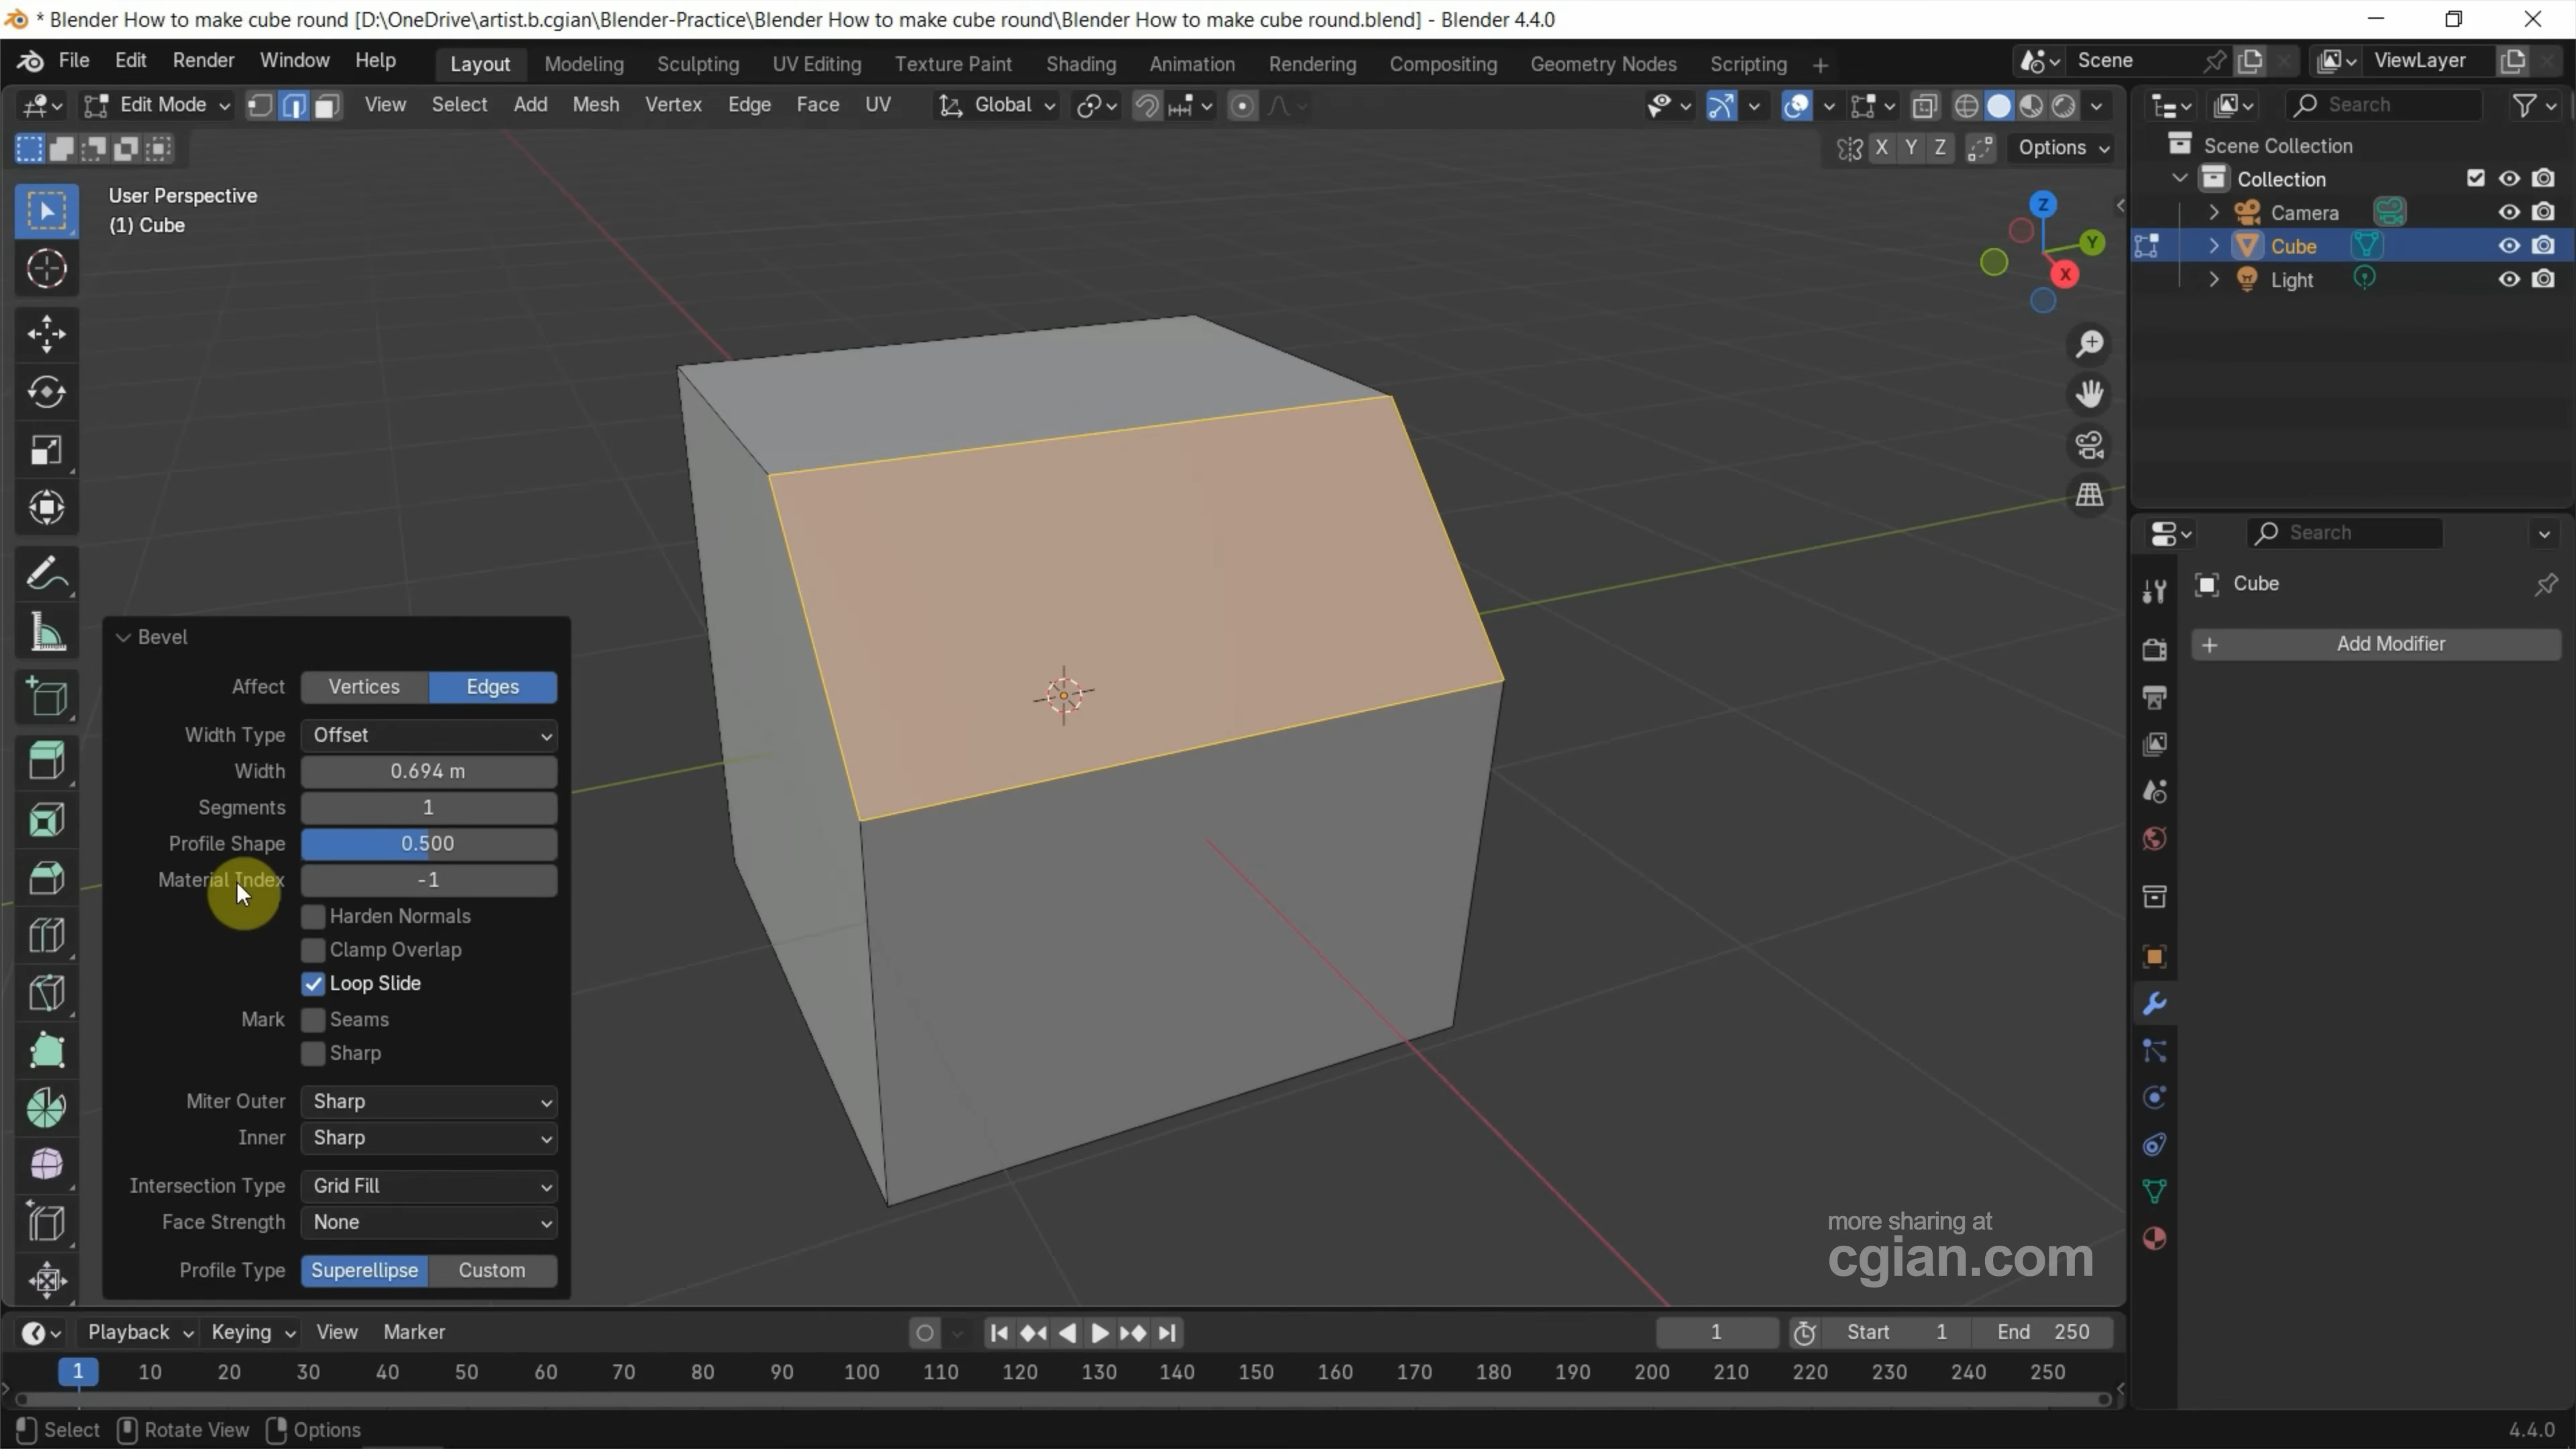 * Blender How to make cube round [D:\OneDrive\artist.b.cgian\Blender-Practice\Blender How to make cube round\Blender How to make cube round.blend] - Blender 4.4.0
File Edit Render Window Help Layout Modeling Sculpting UV Editing Texture Paint Shading Animation Rendering Compositing Geometry Nodes Scripting + Scene ViewLayer
Edit Mode View Select Add Mesh Vertex Edge Face UV Global Search
X Y Z Options
Scene Collection
Collection
Camera
Cube
Light
User Perspective
(1) Cube
Z
Y
X
Search
Cube
+ Add Modifier
Bevel
Affect Vertices Edges
Width Type Offset
Width 0.694 m
Segments 1
Profile Shape 0.500
Material Index -1
Harden Normals
Clamp Overlap
Loop Slide
Mark Seams
Sharp
Miter Outer Sharp
Inner Sharp
Intersection Type Grid Fill
Face Strength None
Profile Type Superellipse Custom
more sharing at
cgian.com
Playback Keying View Marker 1 Start 1 End 250
1 10 20 30 40 50 60 70 80 90 100 110 120 130 140 150 160 170 180 190 200 210 220 230 240 250
Select Rotate View Options 4.4.0